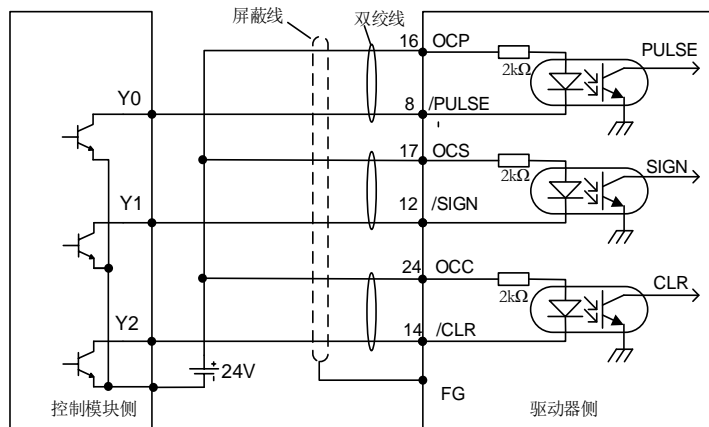 屏蔽线
双绞线
16 OCP
2kΩ
PULSE
Y0
8 /PULSE
17 OCS
2kΩ
SIGN
Y1
12 /SIGN
24 OCC
2kΩ
CLR
Y2
14 /CLR
24V
+
FG
控制模块侧
驱动器侧